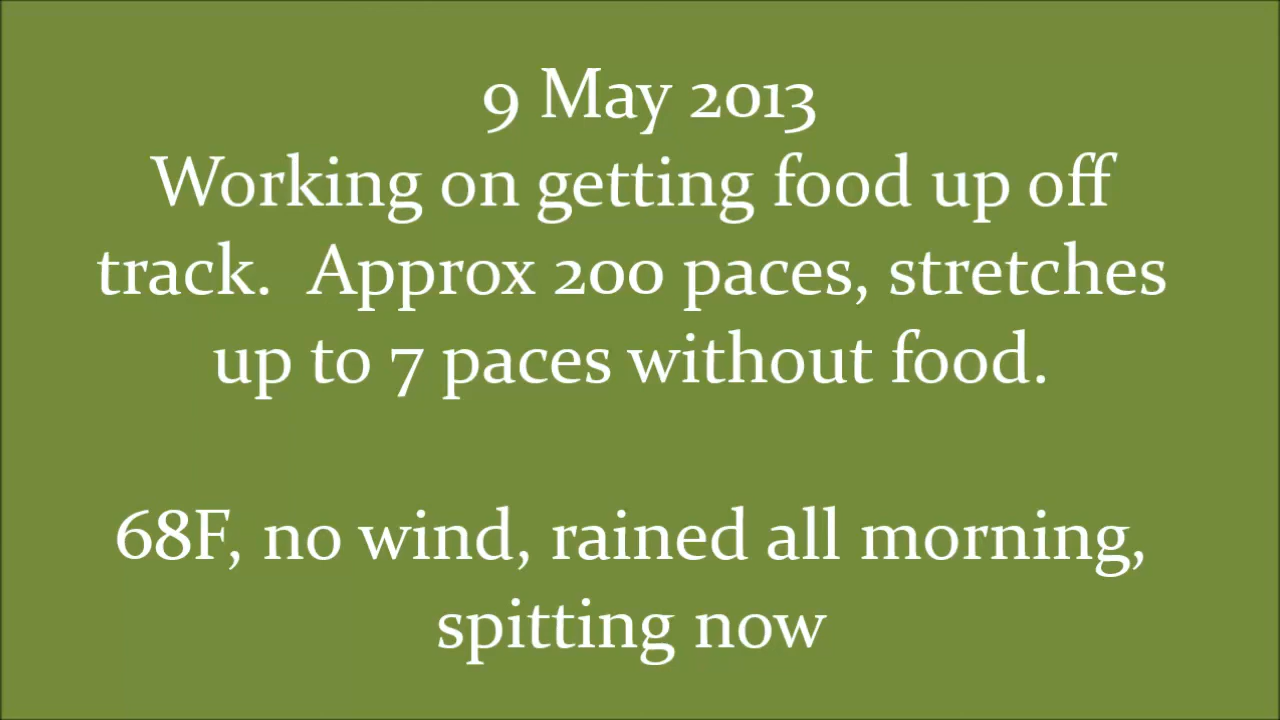 9 May 2013
Working on getting food up off
track.  Approx 200 paces, stretches
up to 7 paces without food.
68F, no wind, rained all morning,
spitting now